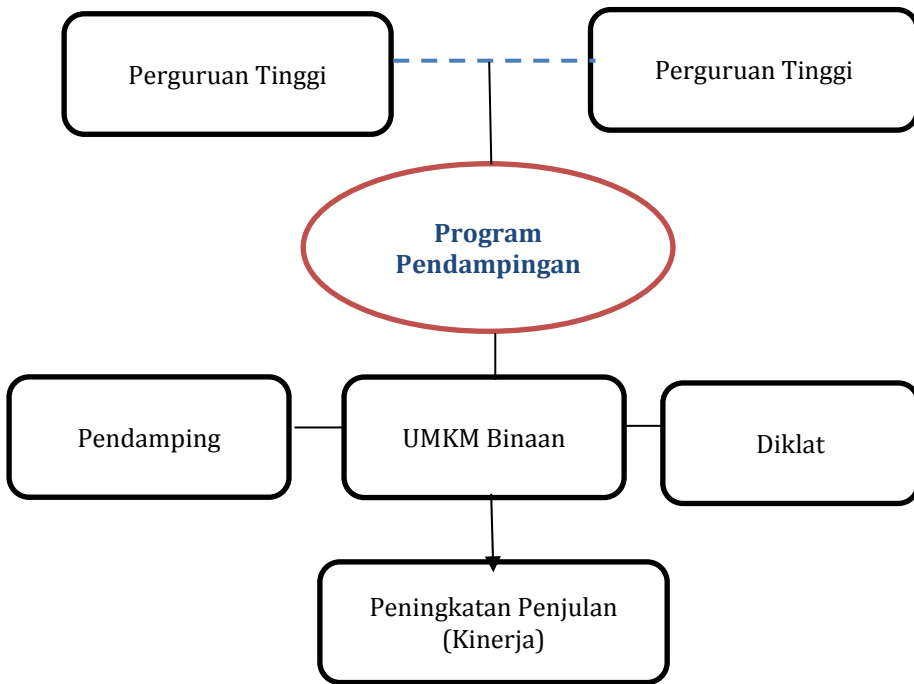 Perguruan Tinggi
Perguruan Tinggi
Program
Pendampingan
Pendamping
UMKM Binaan
Diklat
Peningkatan Penjulan
(Kinerja)